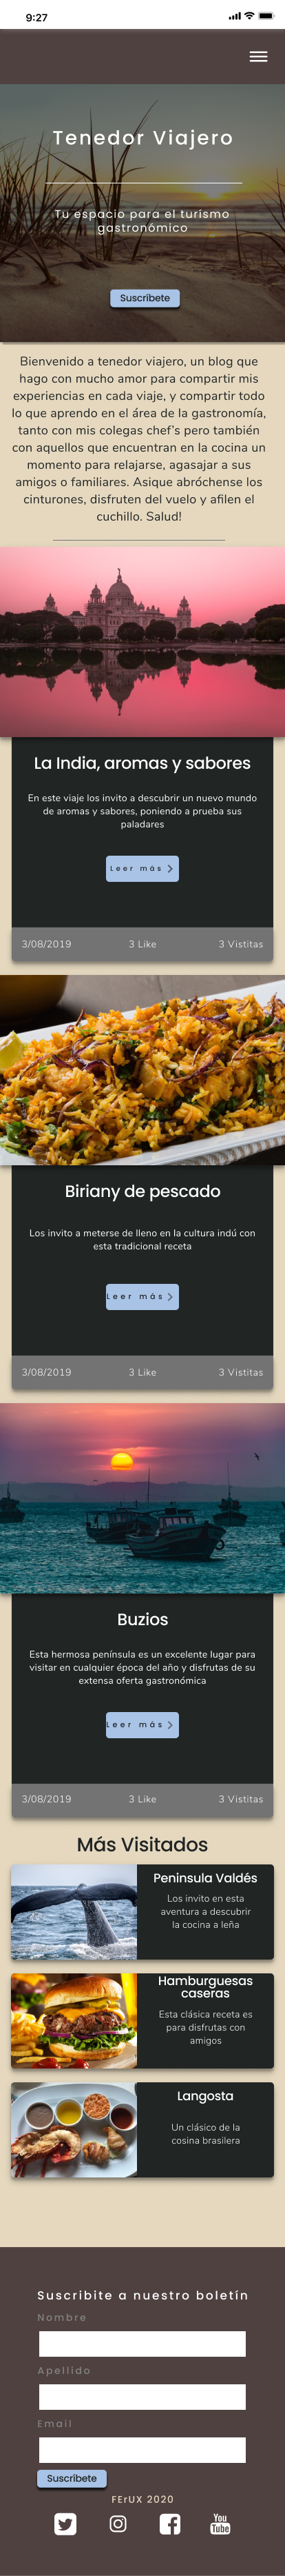 9:27
Tenedor Viajero
Tu espacio para el turismo
gastronómico
Suscríbete
Bienvenido a tenedor viajero, un blog que
hago con mucho amor para compartir mis
experiencias en cada viaje, y compartir todo
lo que aprendo en el área de la gastronomía,
tanto con mis colegas chef's pero también
con aquellos que encuentran en la cocina un
momento para relajarse, agasajar a sus
amigos o familiares. Asique abróchense los
cinturones, disfruten del vuelo y afilen el
cuchillo. Salud!
La India, aromas y sabores
En este viaje los invito a descubrir un nuevo mundo
de aromas y sabores, poniendo a prueba sus
paladares
Leer más
3/08/2019 3 Like 3 Vistitas
Biriany de pescado
Los invito a meterse de lleno en la cultura indú con
esta tradicional receta
Leer más
3/08/2019 3 Like 3 Vistitas
Buzios
Esta hermosa península es un excelente lugar para
visitar en cualquier época del año y disfrutas de su
extensa oferta gastronómica
Leer más
3/08/2019 3 Like 3 Vistitas
Más Visitados
Peninsula Valdés
Los invito en esta
aventura a descubrir
la cocina a leña
Hamburguesas
caseras
Esta clásica receta es
para disfrutas con
amigos
Langosta
Un clásico de la
cosina brasilera
Suscribite a nuestro boletín
Nombre
Apellido
Email
Suscríbete
FErUX 2020
You
Tube